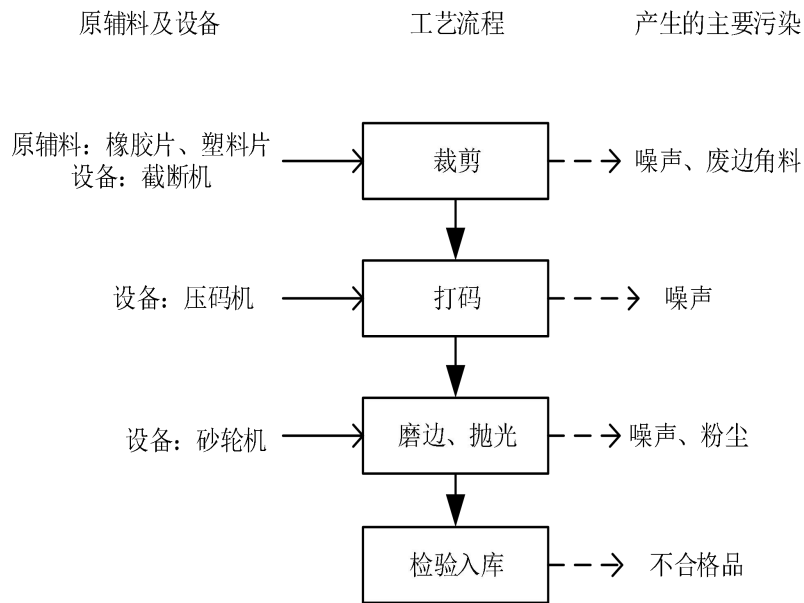 原辅料及设备 工艺流程 产生的主要污染
原辅料：橡胶片、塑料片
设备：截断机
裁剪
噪声、废边角料
设备：压码机
打码
噪声
设备：砂轮机
磨边、抛光
噪声、粉尘
检验入库
不合格品